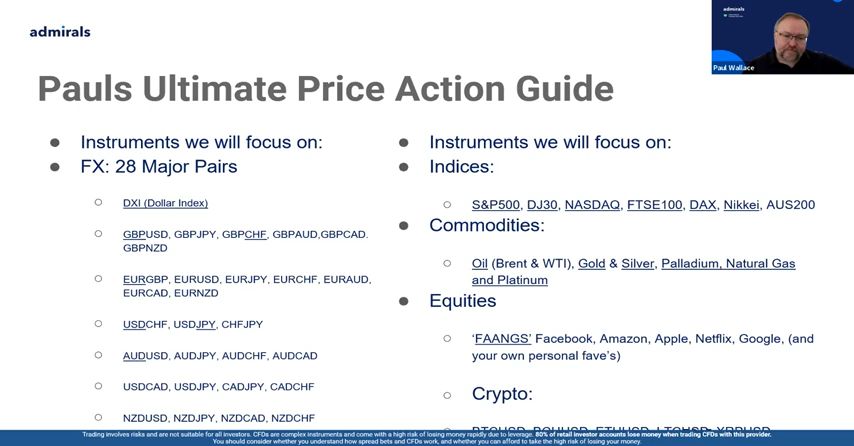 admirals
admirals
Paul Wallace
Pauls Ultimate Price Action Guide
Instruments we will focus on:
FX: 28 Major Pairs
DXI (Dollar Index)
GBPUSD, GBPJPY, GBPCHF, GBPAUD,GBPCAD.
GBPNZD
EURGBP, EURUSD, EURJPY, EURCHF, EURAUD,
EURCAD, EURNZD
USDCHF, USDJPY, CHFJPY
AUDUSD, AUDJPY, AUDCHF, AUDCAD
USDCAD, USDJPY, CADJPY, CADCHF
NZDUSD, NZDJPY, NZDCAD, NZDCHF
Instruments we will focus on:
Indices:
S&P500, DJ30, NASDAQ, FTSE100, DAX, Nikkei, AUS200
Commodities:
Oil (Brent & WTI), Gold & Silver, Palladium, Natural Gas
and Platinum
Equities
‘FAANGS’ Facebook, Amazon, Apple, Netflix, Google, (and
your own personal fave’s)
Crypto:
Trading involves risks and are not suitable for all investors. CFDs are complex instruments and come with a high risk of losing money rapidly due to leverage. 80% of retail investor accounts lose money when trading CFDs with this provider.
You should consider whether you understand how spread bets and CFDs work, and whether you can afford to take the high risk of losing your money.